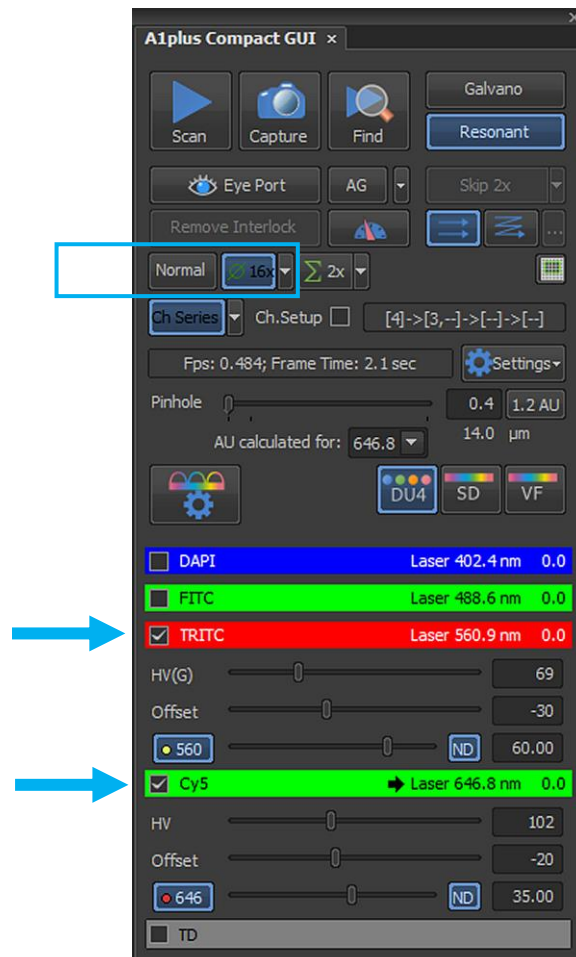 A1plus Compact GUI ×
Scan Capture Find Galvano
Resonant
Eye Port AG Skip 2x
Remove Interlock ...
Normal Ø 16x ∑ 2x
Ch Series Ch.Setup [4]->[3,--]->[--]->[--]
Fps: 0.484; Frame Time: 2.1 sec Settings
Pinhole 0.4 1.2 AU
AU calculated for: 646.8 14.0 µm
DU4 SD VF
DAPI Laser 402.4 nm 0.0
FITC Laser 488.6 nm 0.0
TRITC Laser 560.9 nm 0.0
HV(G) 69
Offset -30
560 ND 60.00
Cy5 Laser 646.8 nm 0.0
HV 102
Offset -20
646 ND 35.00
TD